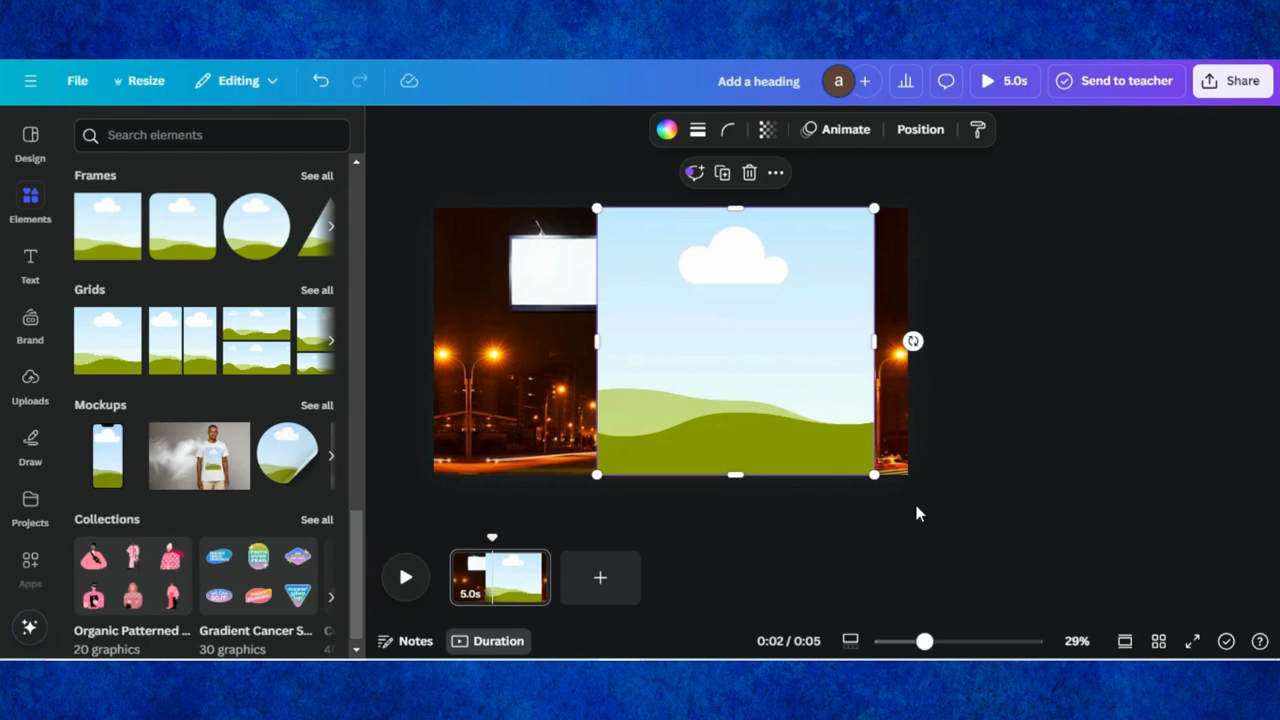 File
Resize
Editing
Add a heading
a
5.0s
Send to teacher
Share
Design
Elements
Text
Brand
CO
Uploads
Draw
Projects
Apps
Search elements
Frames
See all
Grids
See all
Mockups
See all
Collections
See all
Organic Patterned ...
20 graphics
Gradient Cancer S...
30 graphics
Animate
Position
5.0s
Notes
Duration
0:02 / 0:05
29%